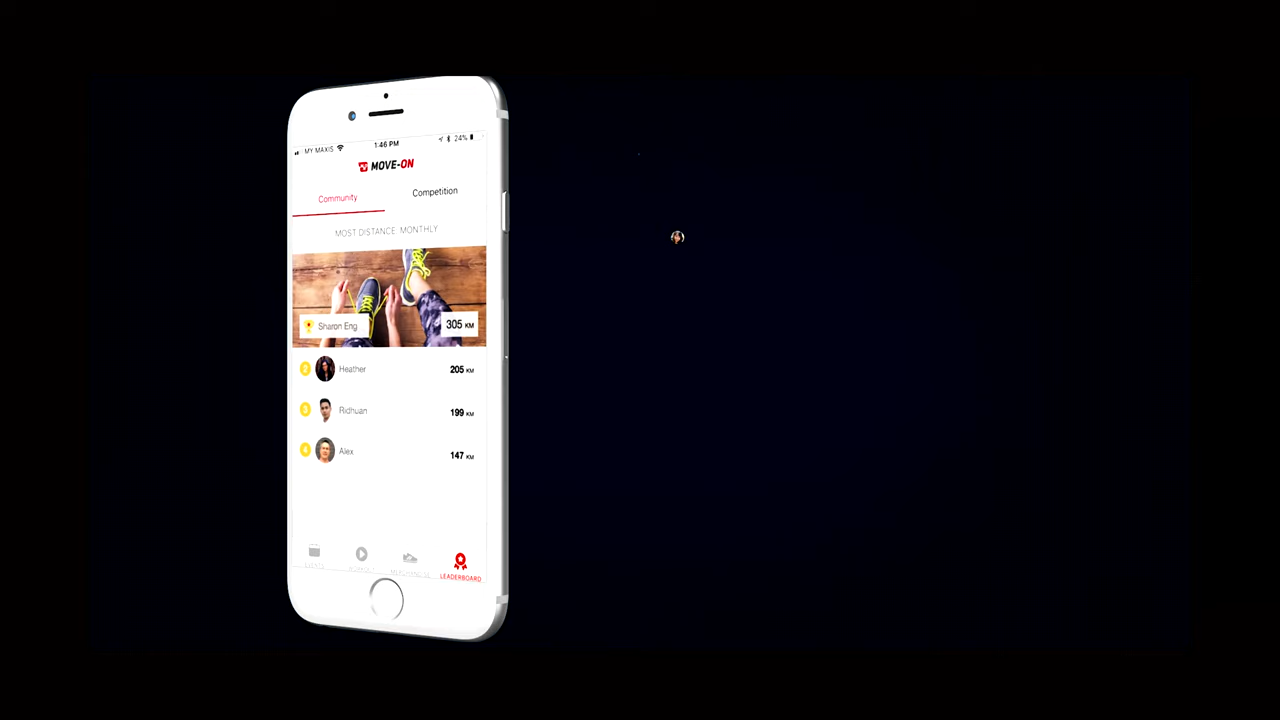 MY MAXIS 1:46 PM 24%
MOVE-ON
Community Competition
MOST DISTANCE MONTHLY
Sharon Eng 305 KM
2 Heather 205 KM
3 Ridhuan 199 KM
4 Alex 147 KM
LEADERBOARD